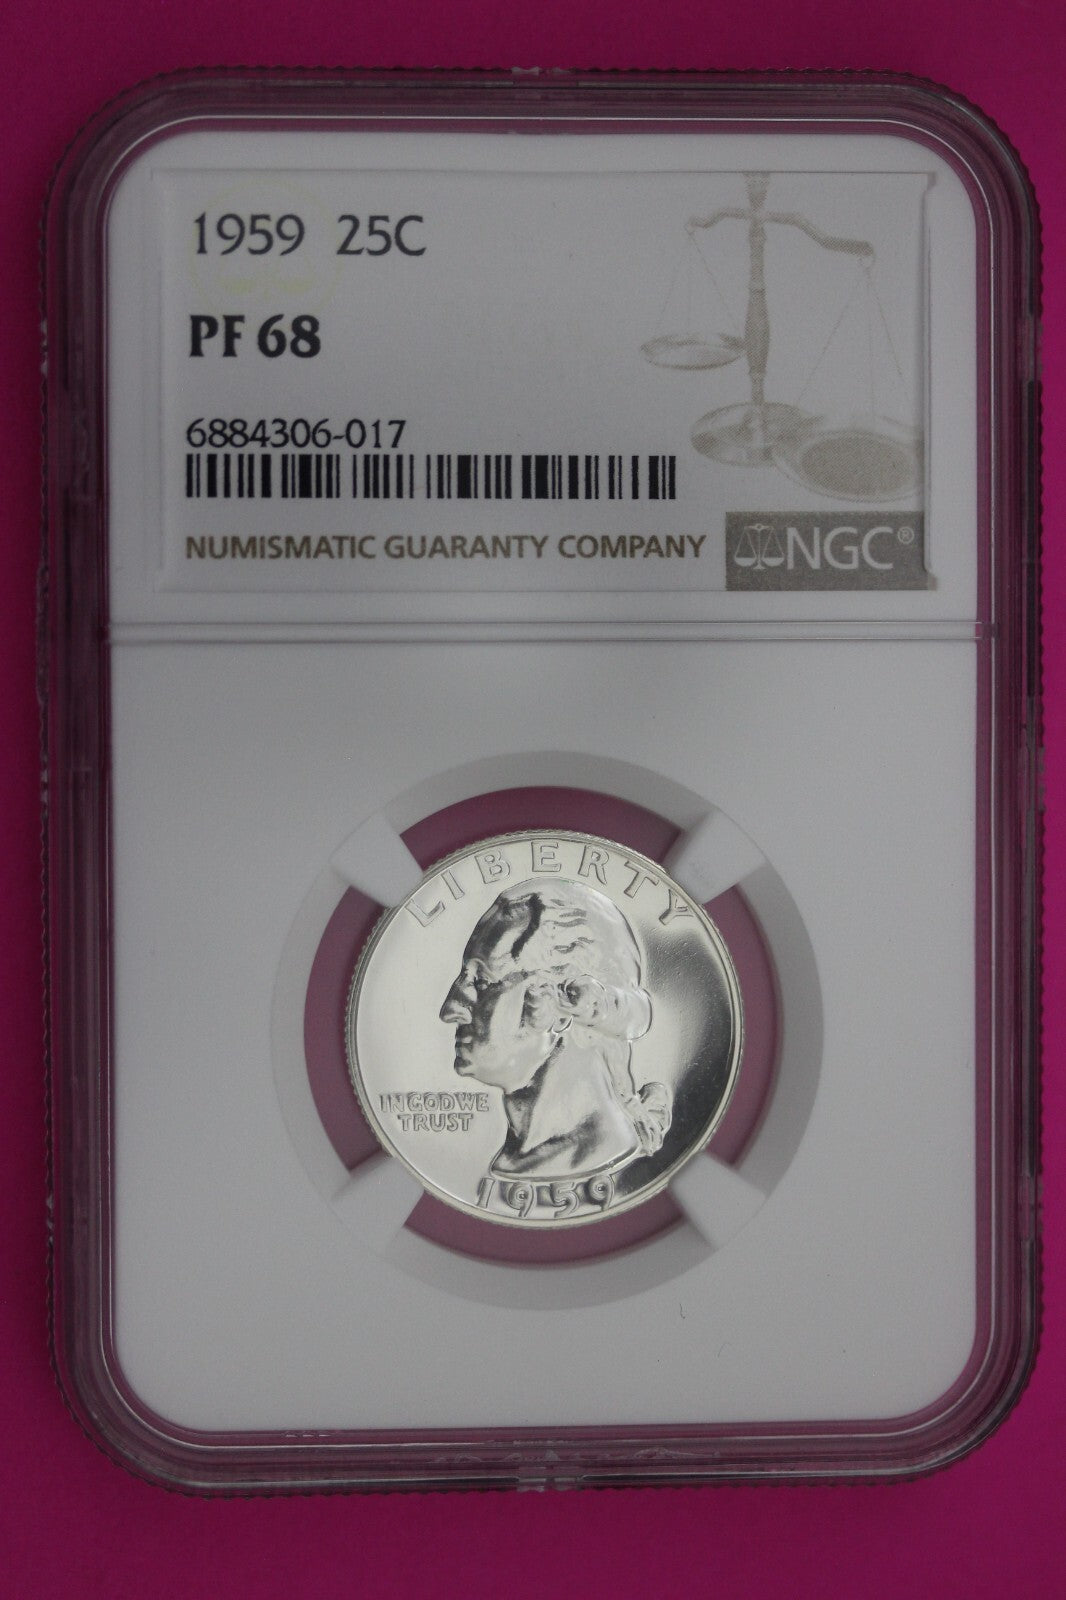 1959 25C
PF 68
6884306-017
NUMISMATIC GUARANTY COMPANY
NGC®
LIBERTY
IN GOD WE
TRUST
1959